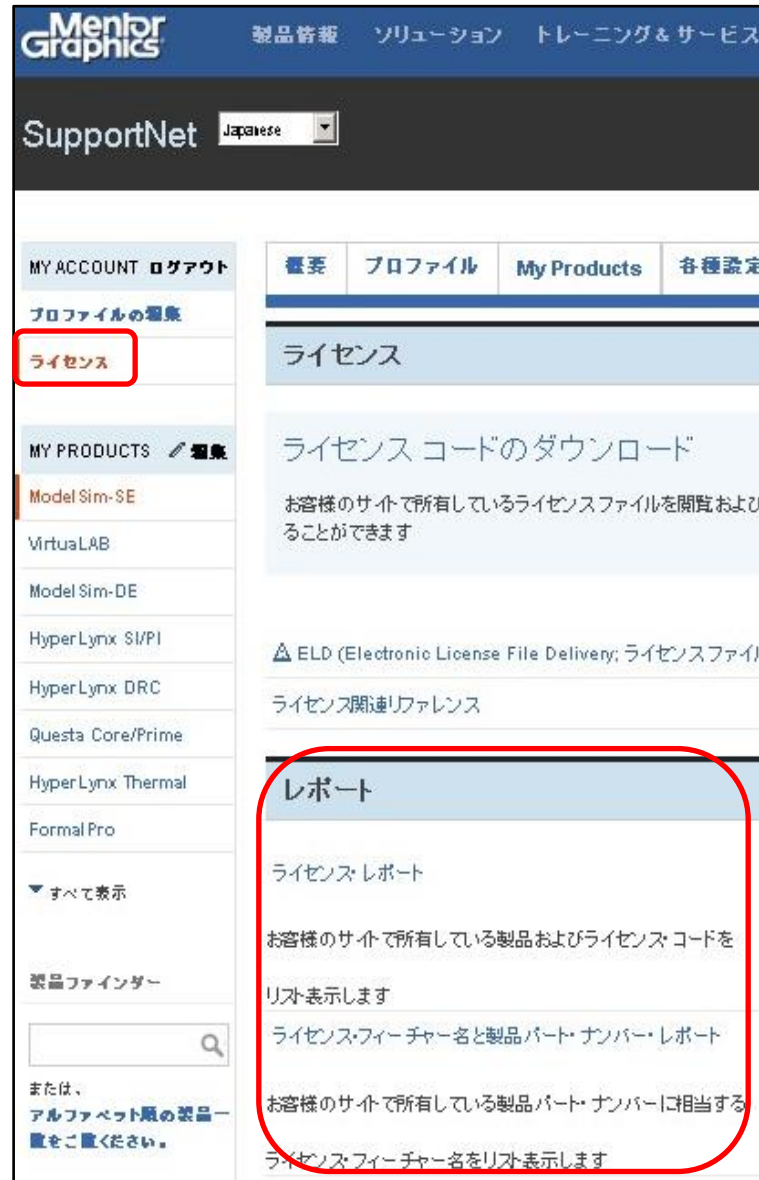 Mentor Graphics
製品情報 ソリューション トレーニング & サービス
SupportNet Japanese
MY ACCOUNT ログアウト
プロファイルの編集
ライセンス
MY PRODUCTS 編集
ModelSim-SE
VirtuaLAB
ModelSim-DE
HyperLynx SI/PI
HyperLynx DRC
Questa Core/Prime
HyperLynx Thermal
FormalPro
すべて表示
製品ファインダー
または、
アルファベット順の製品一
覧をご覧ください。
概要 プロファイル My Products 各種設定
ライセンス
ライセンス コードのダウンロード
お客様のサイトで所有しているライセンスファイルを閲覧および
ることができます
ELD (Electronic License File Delivery; ライセンスファイル
ライセンス関連リファレンス
レポート
ライセンス・レポート
お客様のサイトで所有している製品およびライセンス・コードを
リスト表示します
ライセンス・フィーチャー名と製品パート・ナンバー・レポート
お客様のサイトで所有している製品パート・ナンバーに相当する
ライセンス・フィーチャー名をリスト表示します